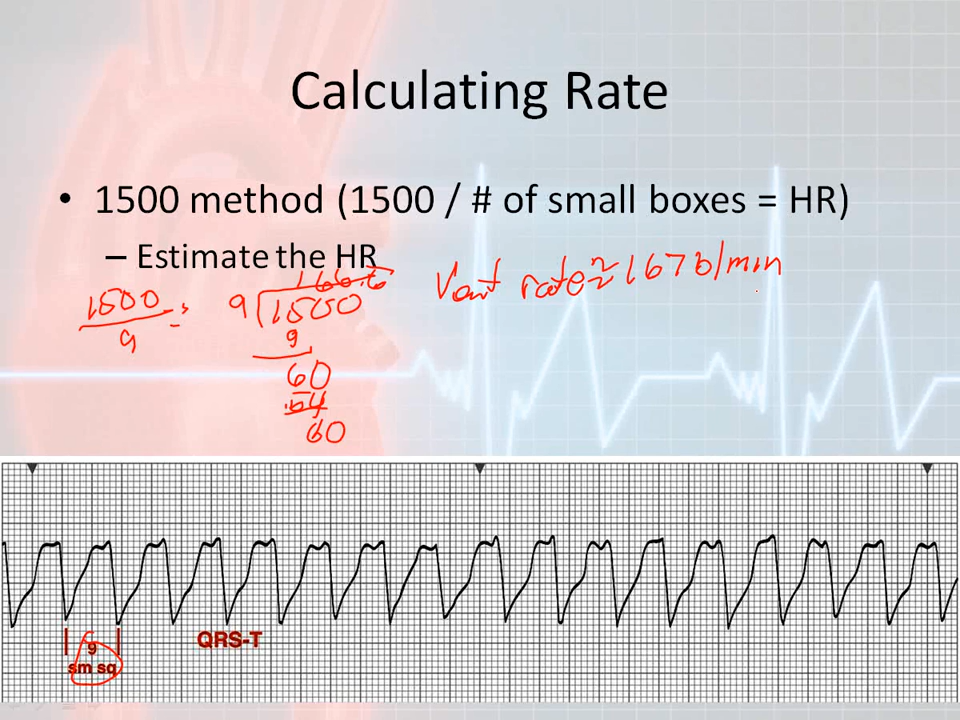 Calculating Rate
• 1500 method (1500 / # of small boxes = HR)
– Estimate the HR
166.6
1500 = 9 1500
9
9
60
54
60
Vent rate ≈ 167 b/min
9
sm sq
QRS-T